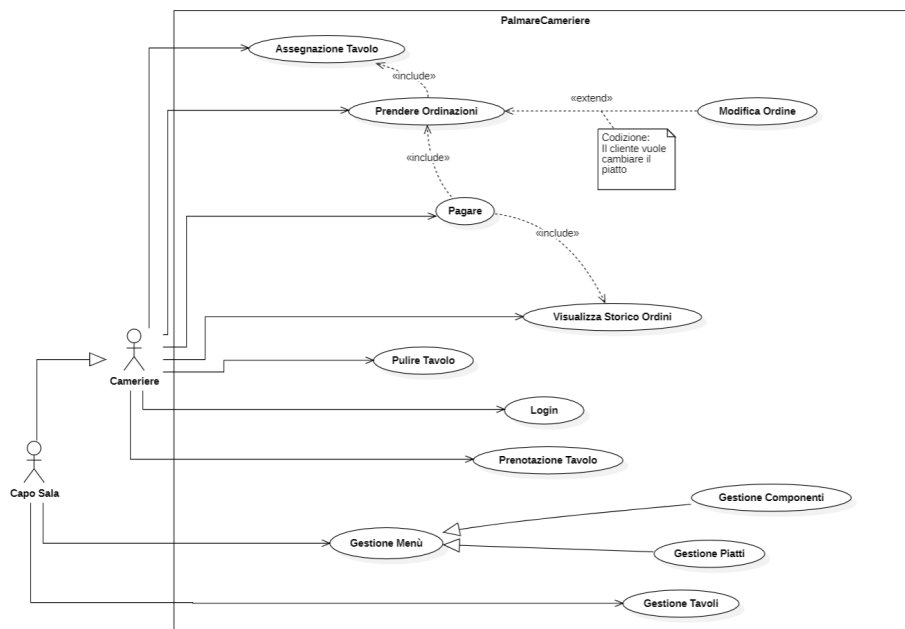 PalmareCameriere
Assegnazione Tavolo
«include»
Prendere Ordinazioni
«extend»
Modifica Ordine
Codizione:
Il cliente vuole
cambiare il
piatto
«include»
Pagare
«include»
Visualizza Storico Ordini
Pulire Tavolo
Cameriere
Login
Prenotazione Tavolo
Capo Sala
Gestione Componenti
Gestione Menù
Gestione Piatti
Gestione Tavoli